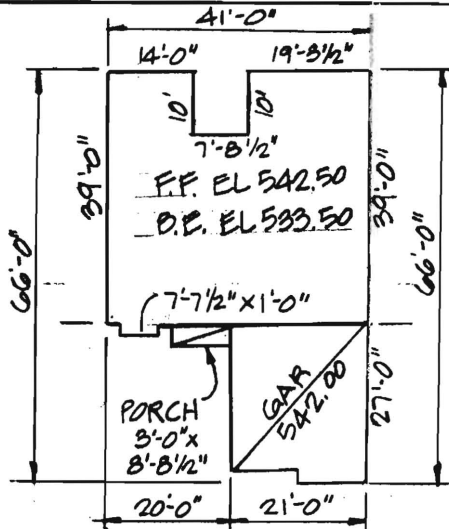 41'-0"
14'-0" 19'-3½"
10' 10'
7'-8½"
39'-0" F.F. EL 542.50 39'-0"
B.E. EL 533.50
66'-0" 66'-0"
7'-7½" x 1'-0"
PORCH
3'-0" x
8'-8½"
GAR
542.00
27'-0"
20'-0" 21'-0"